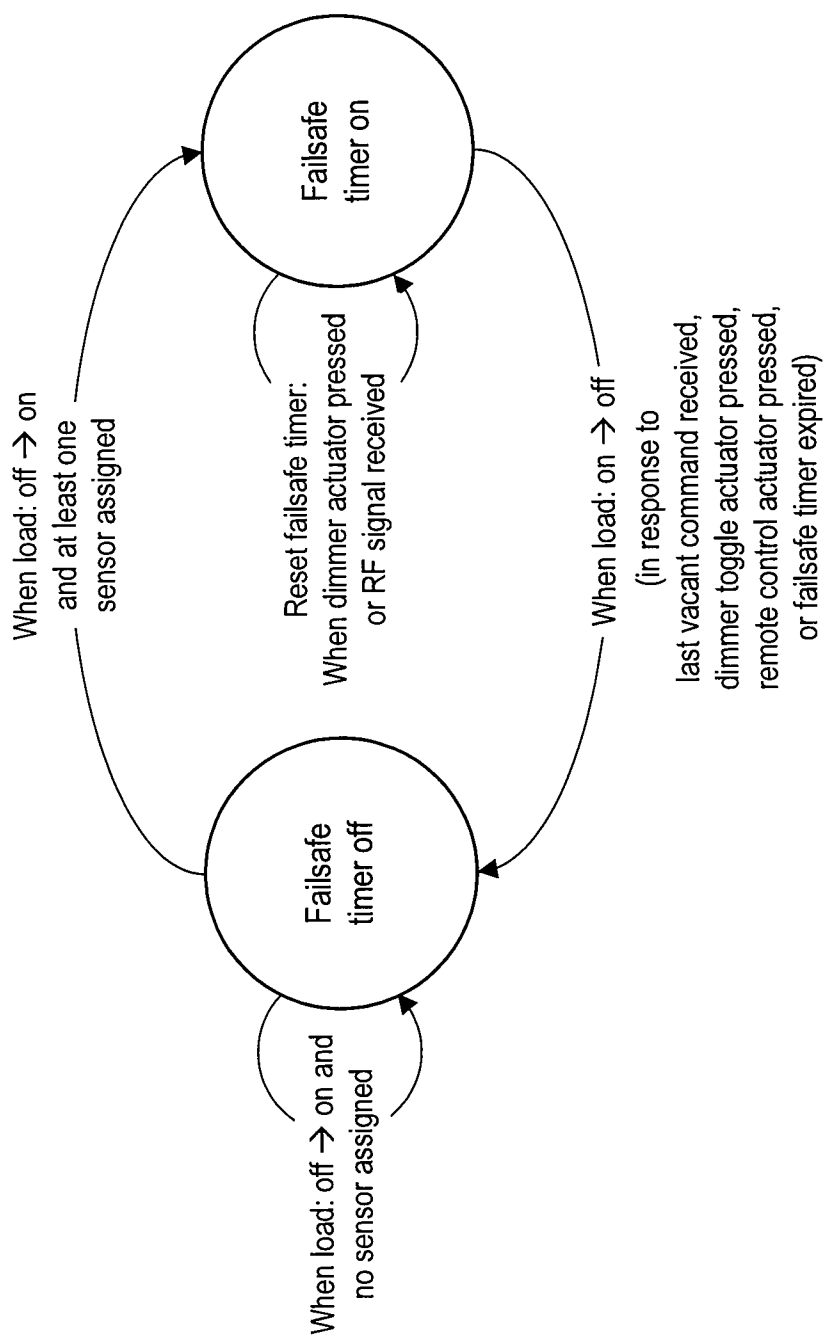 When load: off → on
and at least one
sensor assigned
Failsafe
timer off
Failsafe
timer on
When load: off → on and
no sensor assigned
Reset failsafe timer:
When dimmer actuator pressed
or RF signal received
When load: on → off
(in response to
last vacant command received,
dimmer toggle actuator pressed,
remote control actuator pressed,
or failsafe timer expired)